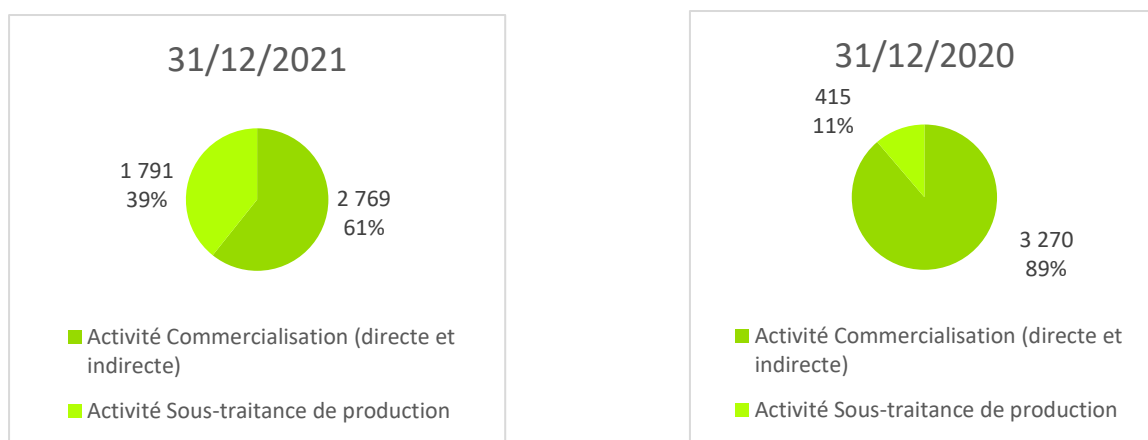 31/12/2021
1 791
39%
2 769
61%
Activité Commercialisation (directe et
indirecte)
Activité Sous-traitance de production
31/12/2020
415
11%
3 270
89%
Activité Commercialisation (directe et
indirecte)
Activité Sous-traitance de production